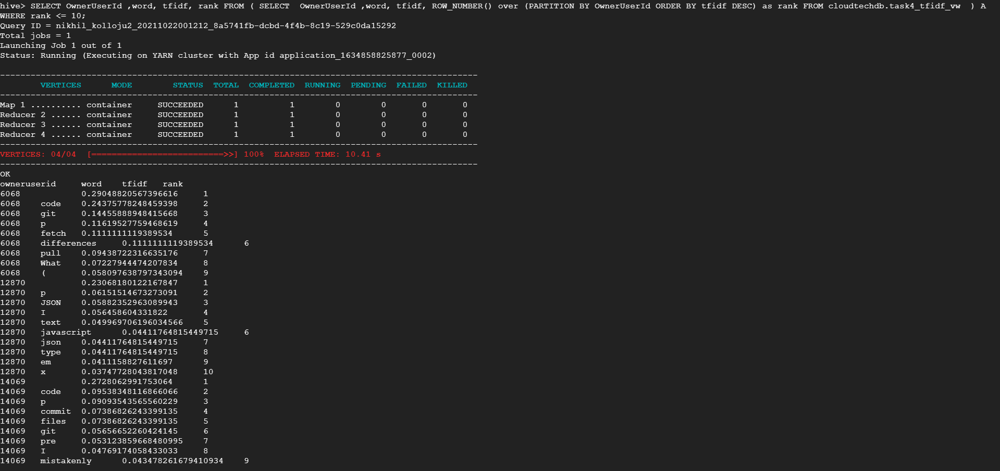 hive> SELECT OwnerUserId ,word, tfidf, rank FROM ( SELECT  OwnerUserId ,word, tfidf, ROW_NUMBER() over (PARTITION BY OwnerUserId ORDER BY tfidf DESC) as rank FROM cloudtechdb.task4_tfidf_vw  ) A
WHERE rank <= 10;
Query ID = nikhil_kolloju2_20211022001212_8a5741fb-dcbd-4f4b-8c19-529c0da15292
Total jobs = 1
Launching Job 1 out of 1
Status: Running (Executing on YARN cluster with App id application_1634858825877_0002)
----------------------------------------------------------------------------------------------
        VERTICES      MODE        STATUS  TOTAL  COMPLETED  RUNNING  PENDING  FAILED  KILLED
----------------------------------------------------------------------------------------------
Map 1 .......... container     SUCCEEDED      1          1        0        0       0       0
Reducer 2 ...... container     SUCCEEDED      1          1        0        0       0       0
Reducer 3 ...... container     SUCCEEDED      1          1        0        0       0       0
Reducer 4 ...... container     SUCCEEDED      1          1        0        0       0       0
----------------------------------------------------------------------------------------------
VERTICES: 04/04  [==========================>>] 100%  ELAPSED TIME: 10.41 s
----------------------------------------------------------------------------------------------
OK
owneruserid     word    tfidf   rank
6068            0.29048820567396616     1
6068    code    0.24375778248459398     2
6068    git     0.14455888948415668     3
6068    p       0.11619527759468619     4
6068    fetch   0.1111111119389534      5
6068    differences     0.1111111119389534      6
6068    pull    0.09438722316635176     7
6068    What    0.07227944474207834     8
6068    (       0.058097638797343094    9
12870           0.23068180122167847     1
12870   p       0.06151514673273091     2
12870   JSON    0.05882352963089943     3
12870   I       0.056458604331822       4
12870   text    0.049969706196034566    5
12870   javascript      0.04411764815449715     6
12870   json    0.04411764815449715     7
12870   type    0.04411764815449715     8
12870   em      0.0411158827611697      9
12870   x       0.03747728043817048     10
14069           0.2728062991753064      1
14069   code    0.09538348116866066     2
14069   p       0.09093543565560229     3
14069   commit  0.07386826243399135     4
14069   files   0.07386826243399135     5
14069   git     0.05656652260424145     6
14069   pre     0.053123859668480995    7
14069   I       0.04769174058433033     8
14069   mistakenly      0.043478261679410934    9